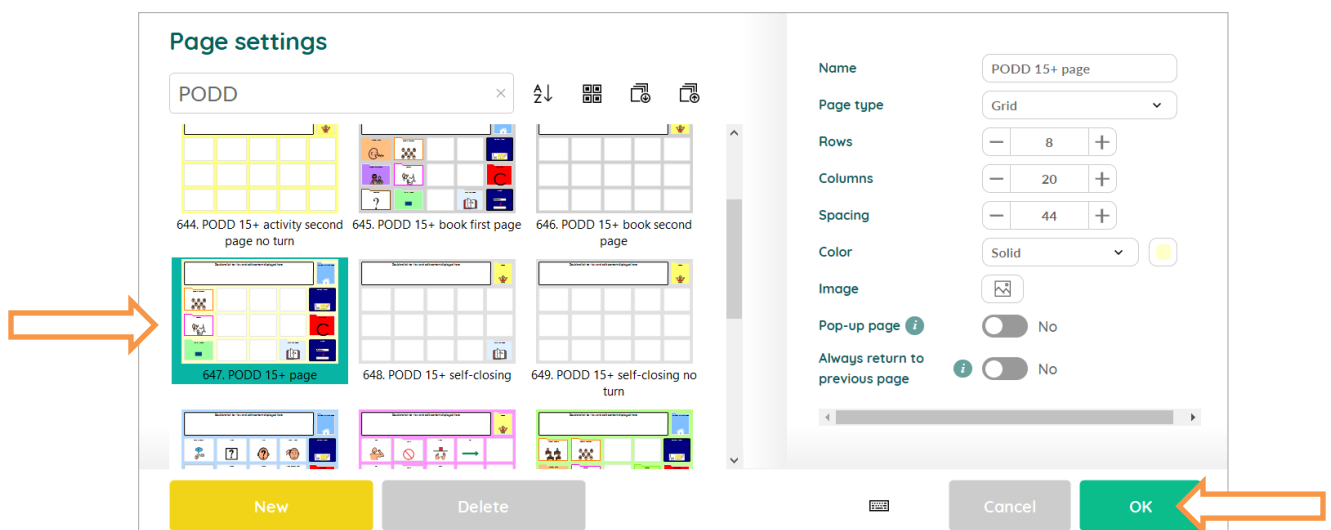 Page settings
PODD
A
Z
644. PODD 15+ activity second
page no turn
645. PODD 15+ book first page
646. PODD 15+ book second
page
C
?
C
647. PODD 15+ page
648. PODD 15+ self-closing
649. PODD 15+ self-closing no
turn
?
New
Delete
Name
PODD 15+ page
Page type
Grid
Rows
8
Columns
20
Spacing
44
Color
Solid
Image
Pop-up page
i
No
Always return to
previous page
i
No
Cancel
OK